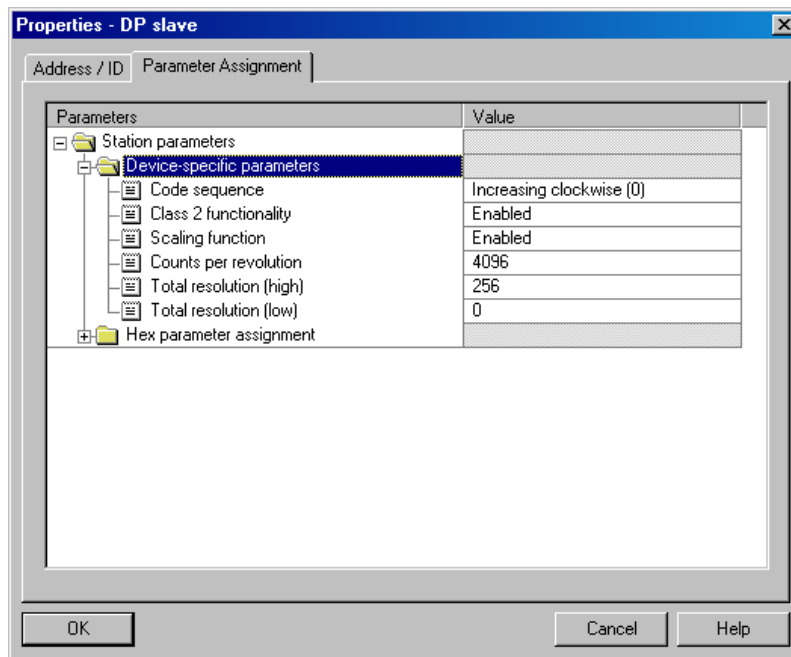 Properties - DP slave
Address / ID Parameter Assignment
Parameters Value
Station parameters
Device-specific parameters
Code sequence Increasing clockwise (0)
Class 2 functionality Enabled
Scaling function Enabled
Counts per revolution 4096
Total resolution (high) 256
Total resolution (low) 0
Hex parameter assignment
OK Cancel Help